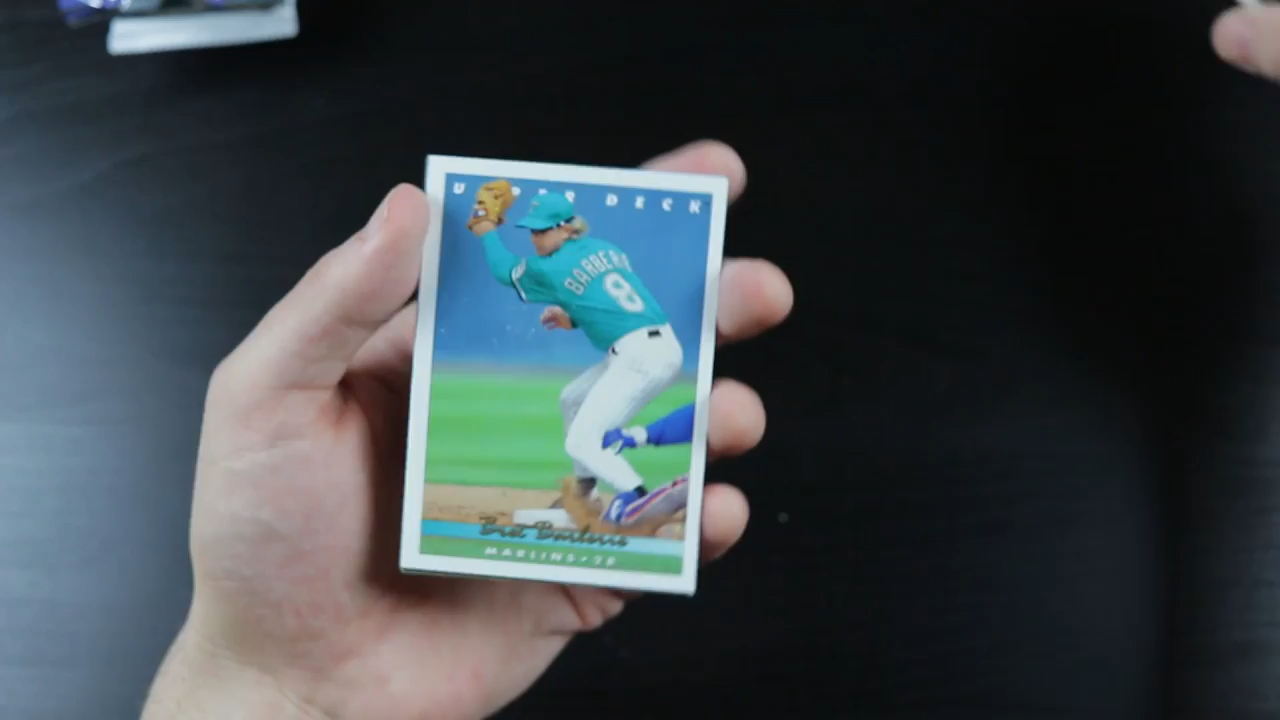 UPPER DECK
BARBERIE
8
Bret Barberie
MARLINS • 2B